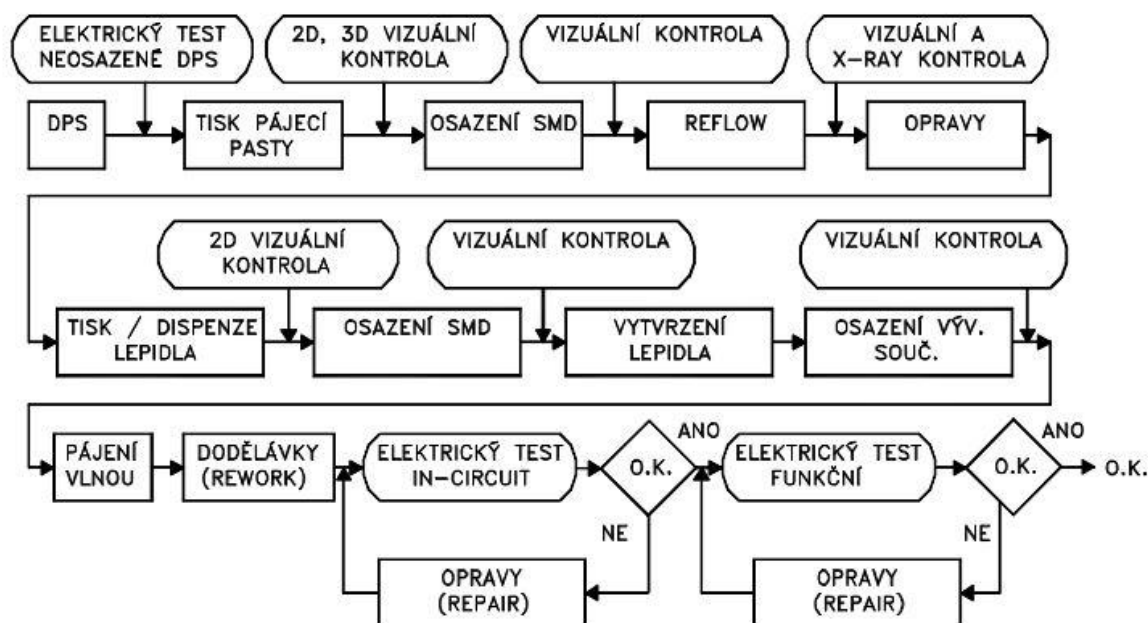 ELEKTRICKÝ TEST
NEOSAZENÉ DPS
2D, 3D VIZUÁLNÍ
KONTROLA
VIZUÁLNÍ KONTROLA
VIZUÁLNÍ A
X-RAY KONTROLA
DPS
TISK PÁJECÍ
PASTY
OSAZENÍ SMD
REFLOW
OPRAVY
2D VIZUÁLNÍ
KONTROLA
VIZUÁLNÍ KONTROLA
VIZUÁLNÍ KONTROLA
TISK / DISPENZE
LEPIDLA
OSAZENÍ SMD
VYTVRZENÍ
LEPIDLA
OSAZENÍ VÝV.
SOUČ.
PÁJENÍ
VLNOU
DODĚLÁVKY
(REWORK)
ELEKTRICKÝ TEST
IN-CIRCUIT
O.K.
ANO
NE
ELEKTRICKÝ TEST
FUNKČNÍ
O.K.
ANO
NE
O.K.
OPRAVY
(REPAIR)
OPRAVY
(REPAIR)